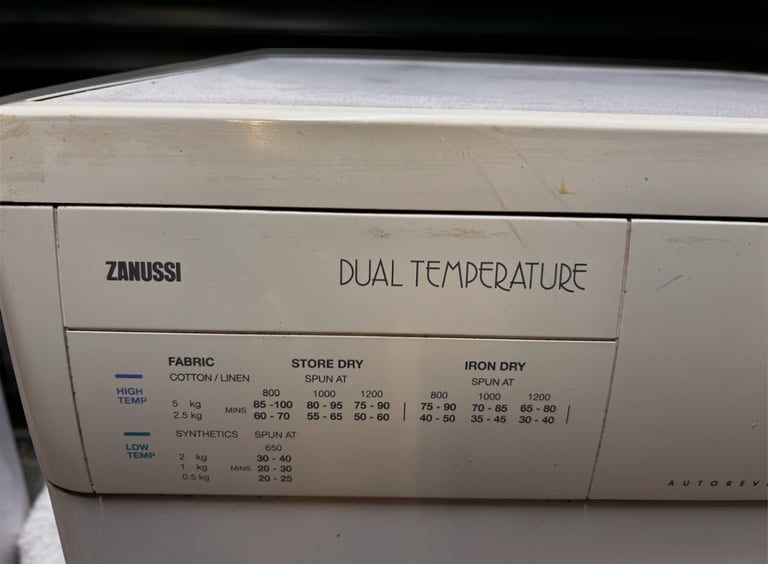 ZANUSSI DUAL TEMPERATURE
FABRIC STORE DRY IRON DRY
COTTON / LINEN SPUN AT SPUN AT
HIGH TEMP 800 1000 1200 800 1000 1200
5 kg MINS 85 -100 80 - 95 75 - 90 75 - 90 70 - 85 65 - 80
2.5 kg 60 - 70 55 - 65 50 - 60 40 - 50 35 - 45 30 - 40
SYNTHETICS SPUN AT
LOW TEMP 650
2 kg 30 - 40
1 kg MINS 20 - 30
0.5 kg 20 - 25
AUTOREV